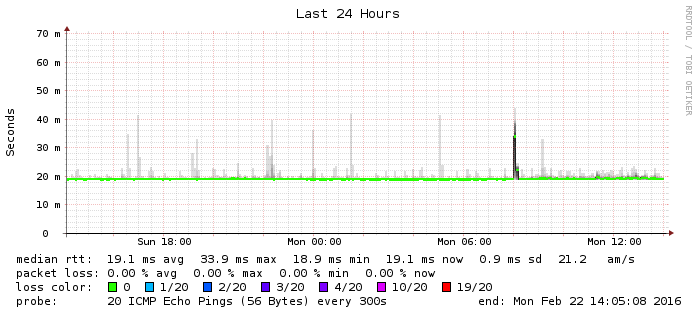 Last 24 Hours
RRDTOOL / TOBI OETIKER
Seconds
70 m
60 m
50 m
40 m
30 m
20 m
10 m
0
Sun 18:00 Mon 00:00 Mon 06:00 Mon 12:00
median rtt: 19.1 ms avg 33.9 ms max 18.9 ms min 19.1 ms now 0.9 ms sd 21.2 am/s
packet loss: 0.00 % avg 0.00 % max 0.00 % min 0.00 % now
loss color: 0 1/20 2/20 3/20 4/20 10/20 19/20
probe: 20 ICMP Echo Pings (56 Bytes) every 300s end: Mon Feb 22 14:05:08 2016